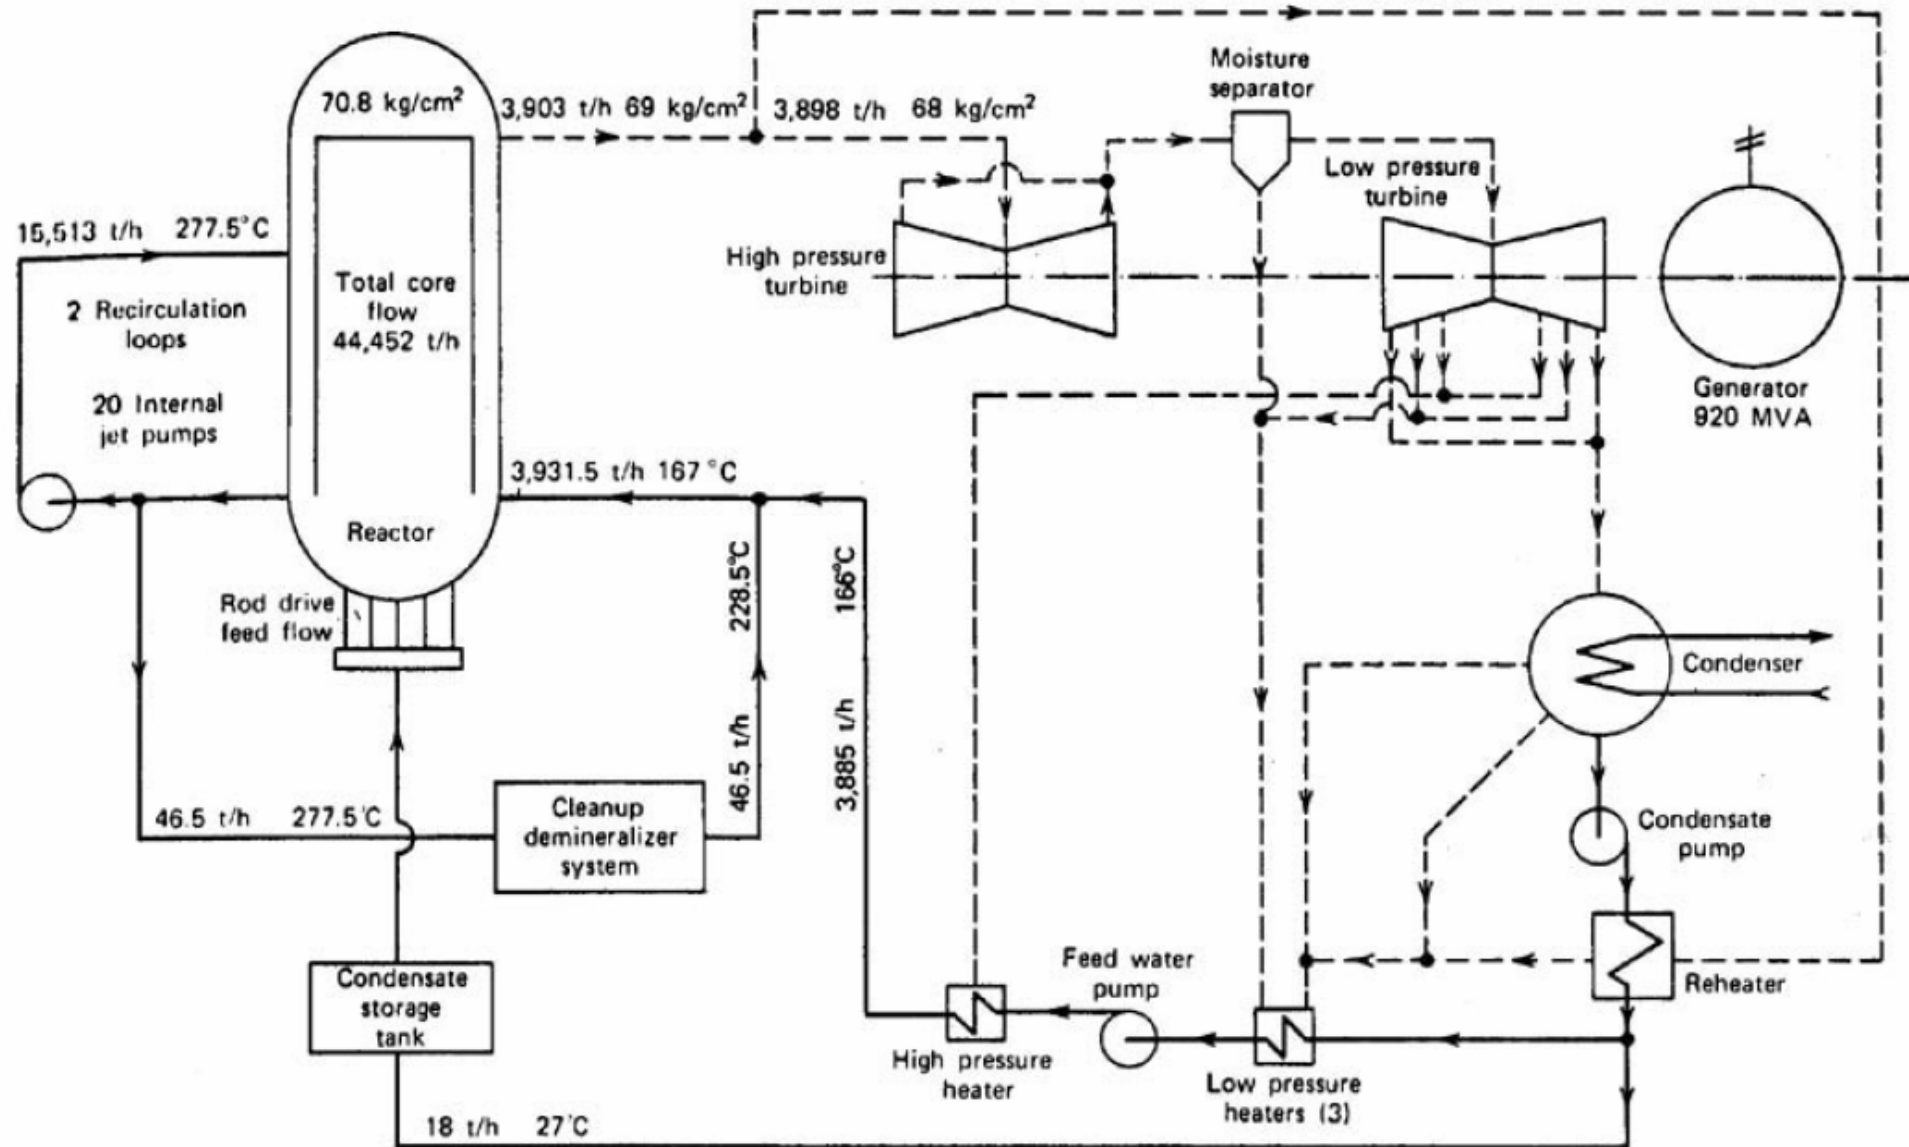 70.8 kg/cm²
3,903 t/h 69 kg/cm²
3,898 t/h 68 kg/cm²
Moisture
separator
Low pressure
turbine
High pressure
turbine
15,513 t/h 277.5°C
2 Recirculation
loops
20 Internal
jet pumps
Total core
flow
44,452 t/h
Generator
920 MVA
3,931.5 t/h 167 °C
Reactor
Rod drive
feed flow
228.5°C
46.5 t/h
166°C
3,885 t/h
Condenser
46.5 t/h 277.5°C
Cleanup
demineralizer
system
Condensate
pump
Condensate
storage
tank
Feed water
pump
Reheater
High pressure
heater
Low pressure
heaters (3)
18 t/h 27°C